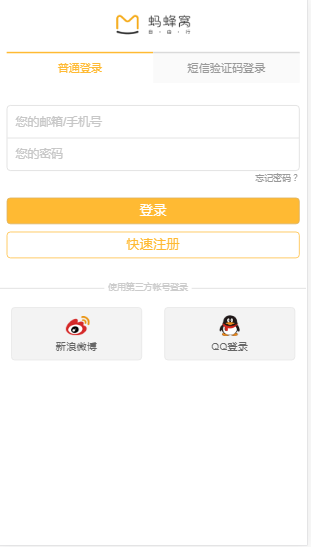 蚂蜂窝
自·由·行
普通登录
短信验证码登录
您的邮箱/手机号
您的密码
忘记密码？
登录
快速注册
使用第三方帐号登录
新浪微博
QQ登录